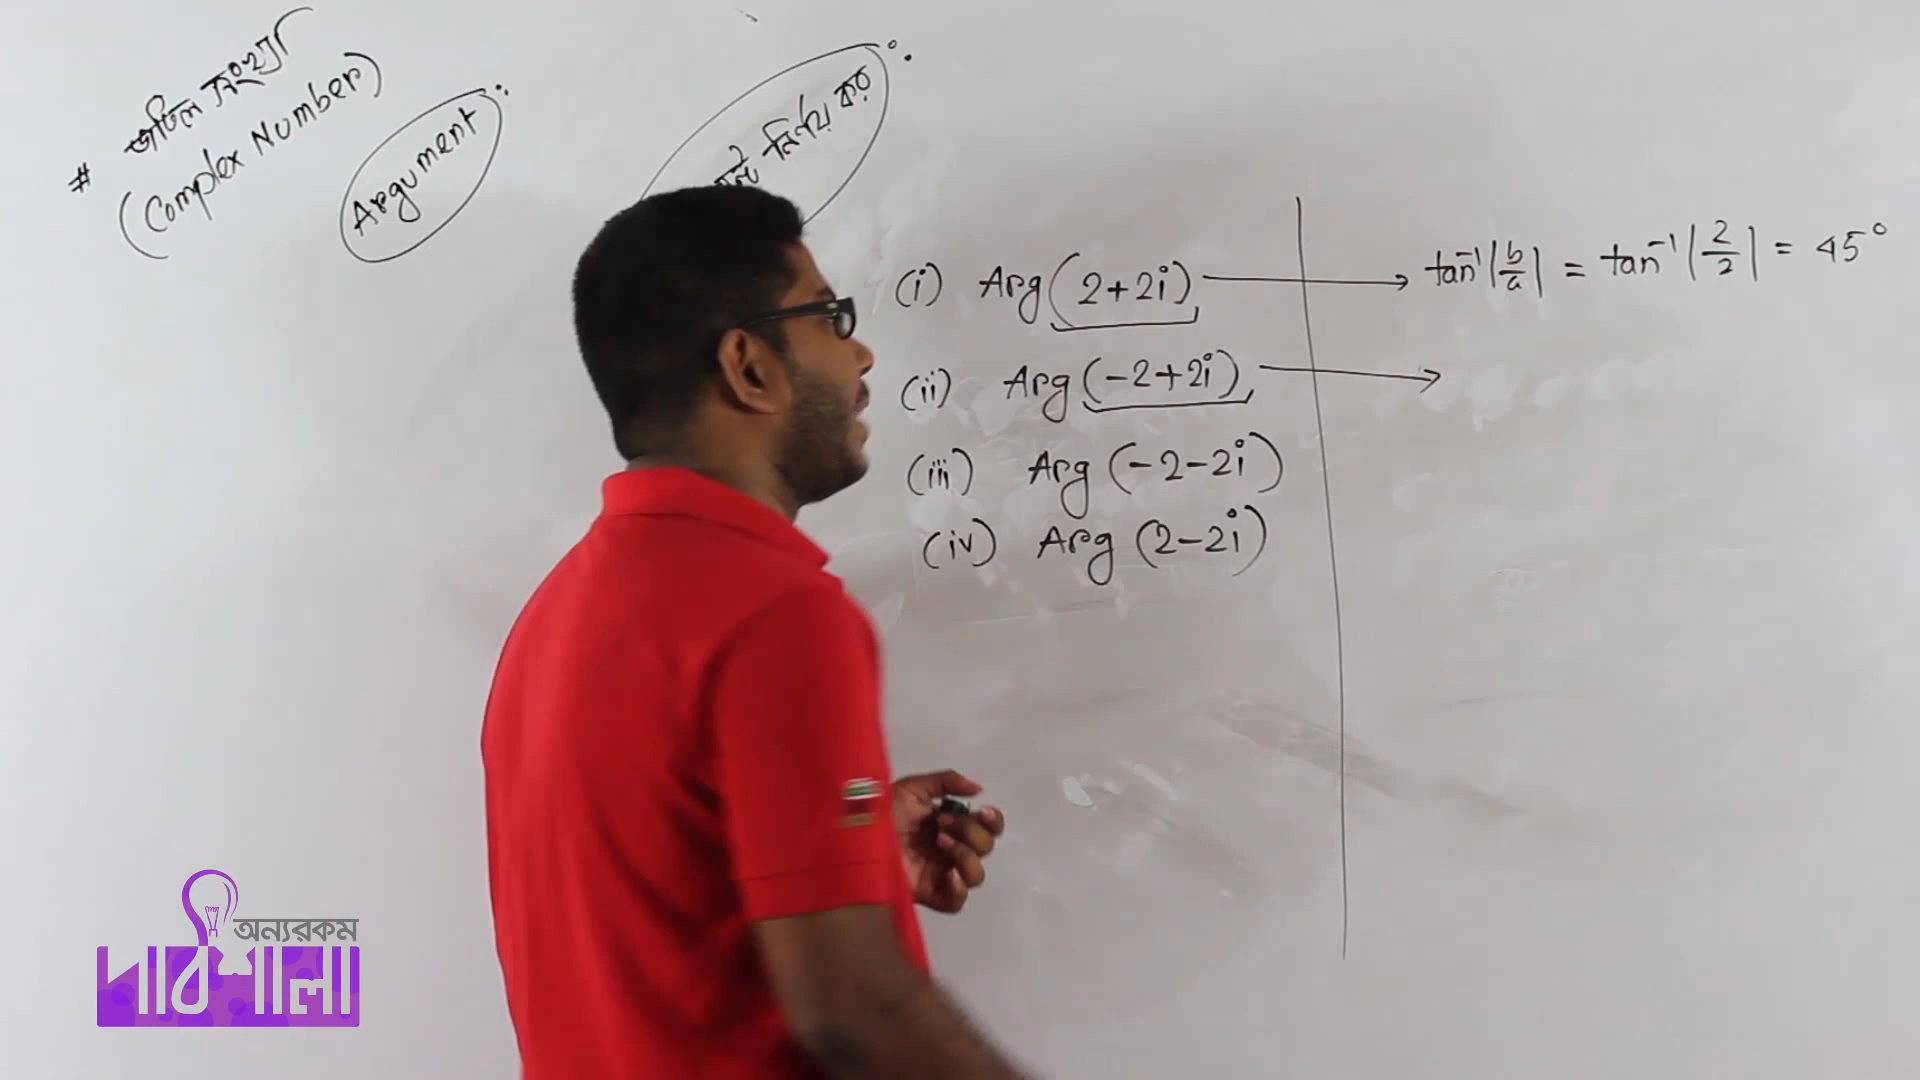 # জটিল সংখ্যা
(Complex Number)
Argument :
নির্ণয় কর :
(i) Arg (2+2i) → tan⁻¹|b/a| = tan⁻¹|2/2| = 45°
(ii) Arg (-2+2i) →
(iii) Arg (-2-2i)
(iv) Arg (2-2i)
অন্যরকম
পাঠশালা